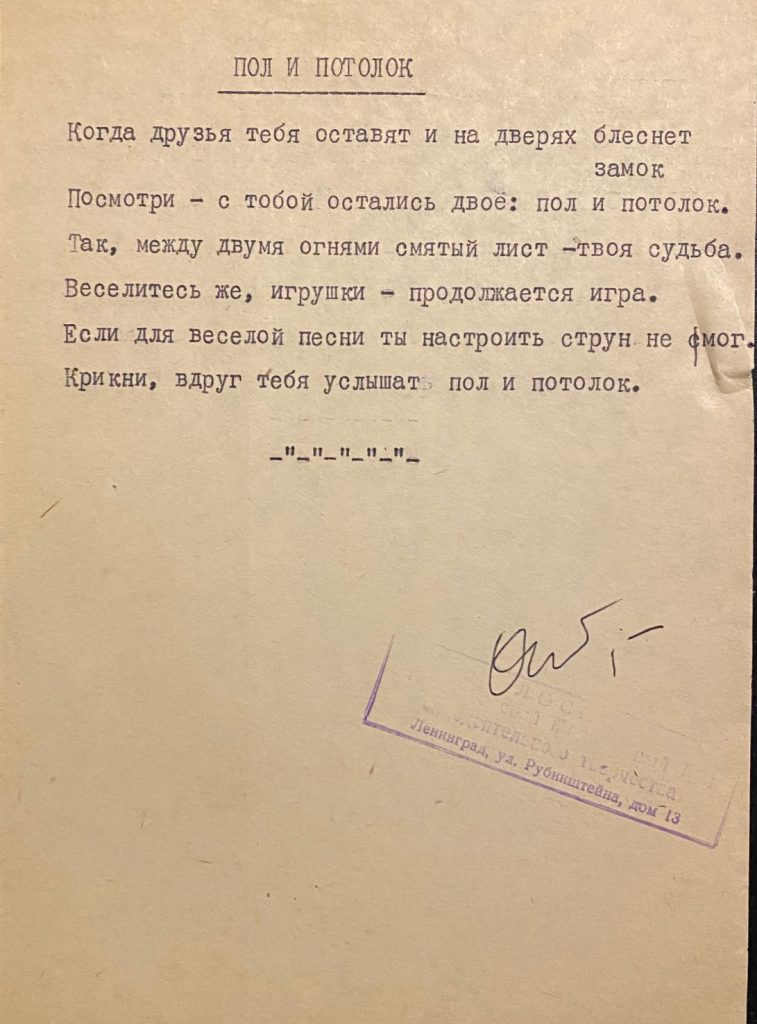 ПОЛ И ПОТОЛОК
Когда друзья тебя оставят и на дверях блеснет
замок
Посмотри - с тобой остались двое: пол и потолок.
Так, между двумя огнями смятый лист -твоя судьба.
Веселитесь же, игрушки - продолжается игра.
Если для веселой песни ты настроить струн не смог.
Крикни, вдруг тебя услышат пол и потолок.
-"-"-"-"-"-
творчества
Ленинград, ул. Рубинштейна, дом 13